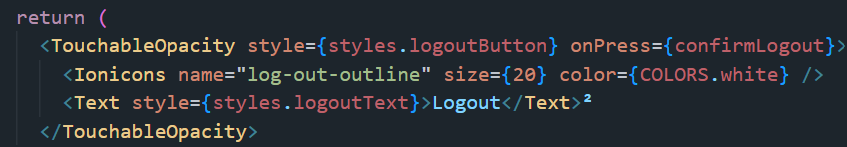 return (
<TouchableOpacity style={styles.logoutButton} onPress={confirmLogout}>
<Ionicons name="log-out-outline" size={20} color={COLORS.white} />
<Text style={styles.logoutText}>Logout</Text>²
</TouchableOpacity>